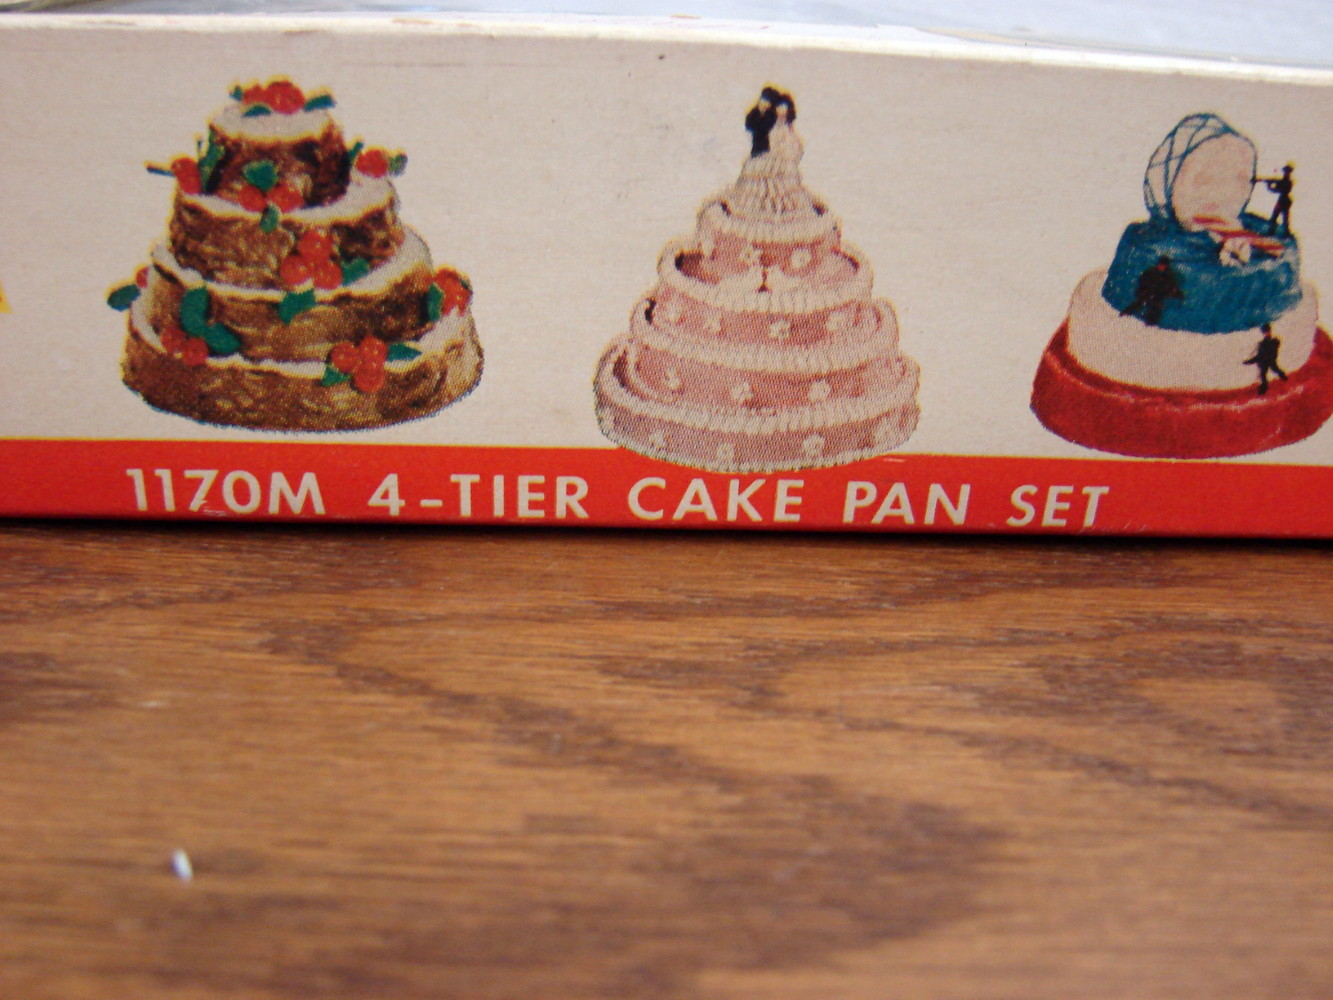 1170M 4-TIER CAKE PAN SET